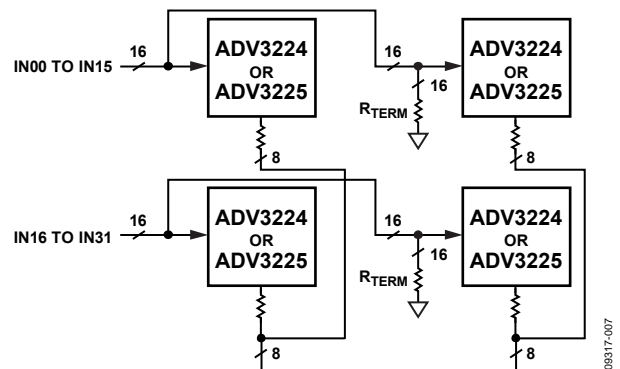 16
ADV3224
OR
ADV3225
16
ADV3224
OR
ADV3225
IN00 TO IN15
16
RTERM
8
8
16
ADV3224
OR
ADV3225
16
ADV3224
OR
ADV3225
IN16 TO IN31
16
RTERM
8
8
09317-007